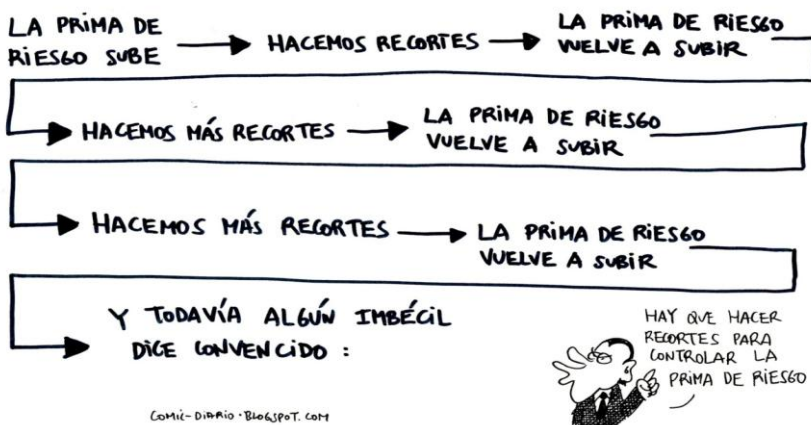 LA PRIMA DE
RIESGO SUBE
HACEMOS RECORTES
LA PRIMA DE RIESGO
VUELVE A SUBIR
HACEMOS MÁS RECORTES
LA PRIMA DE RIESGO
VUELVE A SUBIR
HACEMOS MÁS RECORTES
LA PRIMA DE RIESGO
VUELVE A SUBIR
Y TODAVÍA ALGÚN IMBÉCIL
DICE CONVENCIDO:
HAY QUE HACER
RECORTES PARA
CONTROLAR LA
PRIMA DE RIESGO
COMIC-DIARIO·BLOGSPOT.COM